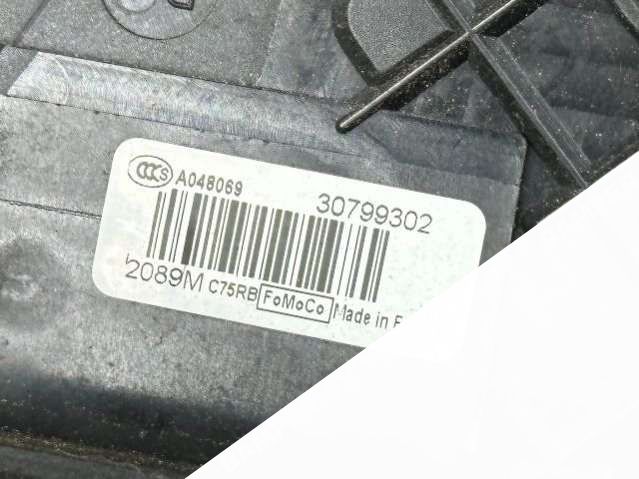 CCC S A048069 30799302
2089M C75RB FoMoCo Made in